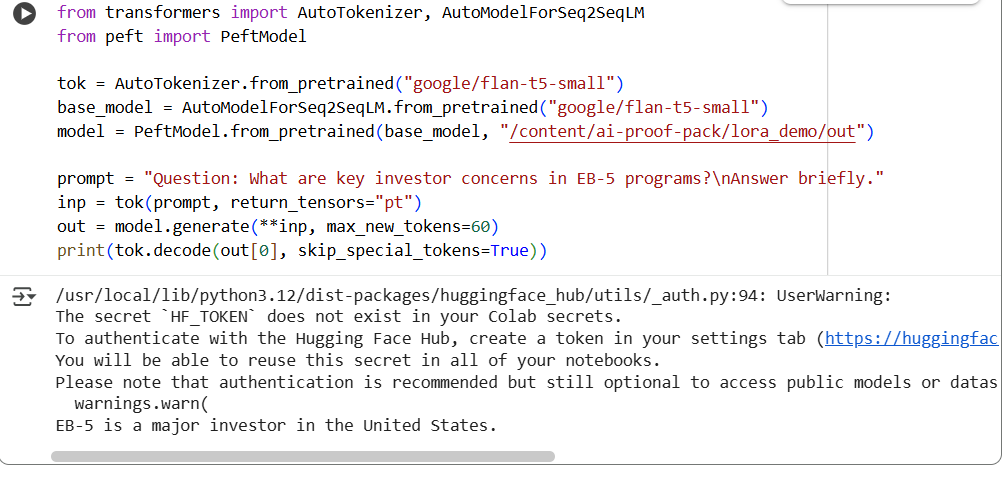 from transformers import AutoTokenizer, AutoModelForSeq2SeqLM
from peft import PeftModel
tok = AutoTokenizer.from_pretrained("google/flan-t5-small")
base_model = AutoModelForSeq2SeqLM.from_pretrained("google/flan-t5-small")
model = PeftModel.from_pretrained(base_model, "/content/ai-proof-pack/lora_demo/out")
prompt = "Question: What are key investor concerns in EB-5 programs?\nAnswer briefly."
inp = tok(prompt, return_tensors="pt")
out = model.generate(**inp, max_new_tokens=60)
print(tok.decode(out[0], skip_special_tokens=True))
/usr/local/lib/python3.12/dist-packages/huggingface_hub/utils/_auth.py:94: UserWarning:
The secret `HF_TOKEN` does not exist in your Colab secrets.
To authenticate with the Hugging Face Hub, create a token in your settings tab (https://huggingfac
You will be able to reuse this secret in all of your notebooks.
Please note that authentication is recommended but still optional to access public models or datas
  warnings.warn(
EB-5 is a major investor in the United States.